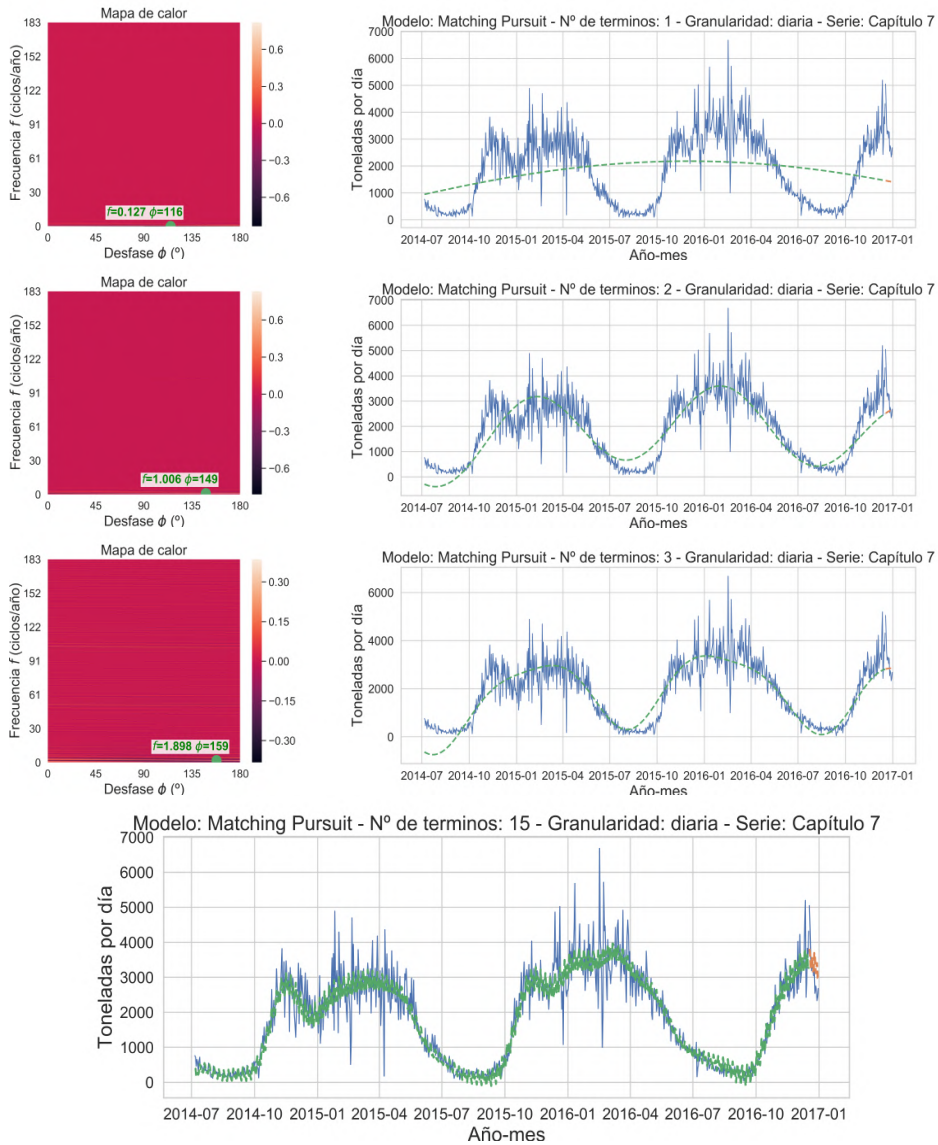 Mapa de calor
183
152
122
91
61
30
0
Frecuencia f (ciclos/año)
f=0.127 ϕ=116
0 45 90 135 180
Desfase ϕ (º)
0.6
0.3
0.0
−0.3
−0.6
Modelo: Matching Pursuit - Nº de terminos: 1 - Granularidad: diaria - Serie: Capítulo 7
7000
6000
5000
4000
3000
2000
1000
0
Toneladas por día
2014-07 2014-10 2015-01 2015-04 2015-07 2015-10 2016-01 2016-04 2016-07 2016-10 2017-01
Año-mes
Mapa de calor
183
152
122
91
61
30
0
Frecuencia f (ciclos/año)
f=1.006 ϕ=149
0 45 90 135 180
Desfase ϕ (º)
0.6
0.3
0.0
−0.3
−0.6
Modelo: Matching Pursuit - Nº de terminos: 2 - Granularidad: diaria - Serie: Capítulo 7
7000
6000
5000
4000
3000
2000
1000
0
Toneladas por día
2014-07 2014-10 2015-01 2015-04 2015-07 2015-10 2016-01 2016-04 2016-07 2016-10 2017-01
Año-mes
Mapa de calor
183
152
122
91
61
30
0
Frecuencia f (ciclos/año)
f=1.898 ϕ=159
0 45 90 135 180
Desfase ϕ (º)
0.30
0.15
0.00
−0.15
−0.30
Modelo: Matching Pursuit - Nº de terminos: 3 - Granularidad: diaria - Serie: Capítulo 7
6000
4000
2000
0
Toneladas por día
2014-07 2014-10 2015-01 2015-04 2015-07 2015-10 2016-01 2016-04 2016-07 2016-10 2017-01
Año-mes
Modelo: Matching Pursuit - Nº de terminos: 15 - Granularidad: diaria - Serie: Capítulo 7
7000
6000
5000
4000
3000
2000
1000
0
Toneladas por día
2014-07 2014-10 2015-01 2015-04 2015-07 2015-10 2016-01 2016-04 2016-07 2016-10 2017-01
Año-mes